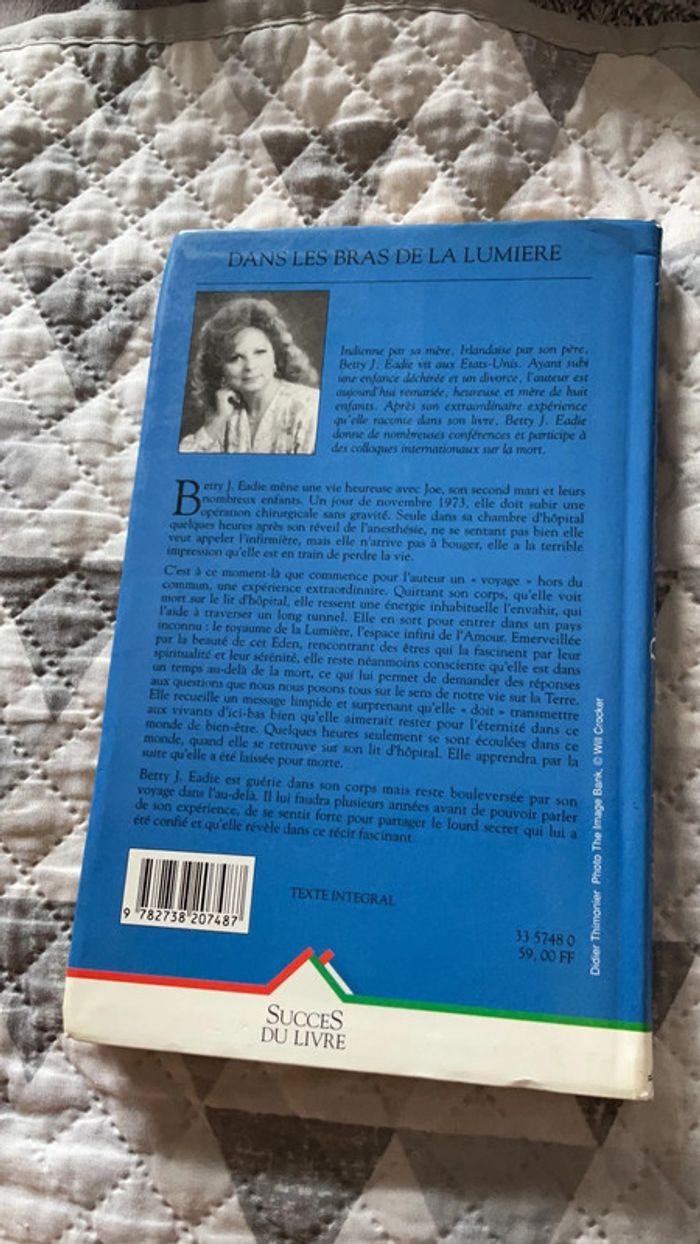 DANS LES BRAS DE LA LUMIERE
Indienne par sa mère, Irlandaise par son père,
Betty J. Eadie vit aux Etats-Unis. Ayant subi
une enfance déchirée et un divorce, l'auteur est
aujourd'hui remariée, heureuse et mère de huit
enfants. Après son extraordinaire expérience
qu'elle raconte dans son livre, Betty J. Eadie
donne de nombreuses conférences et participe à
des colloques internationaux sur la mort.
Betty J. Eadie mène une vie heureuse avec Joe, son second mari et leurs
nombreux enfants. Un jour de novembre 1973, elle doit subir une
opération chirurgicale sans gravité. Seule dans sa chambre d'hôpital
quelques heures après son réveil de l'anesthésie, ne se sentant pas bien elle
veut appeler l'infirmière, mais elle n'arrive pas à bouger, elle a la terrible
impression qu'elle est en train de perdre la vie.
C'est à ce moment-là que commence pour l'auteur un « voyage » hors du
commun, une expérience extraordinaire. Quittant son corps, qu'elle voit
mort sur le lit d'hôpital, elle ressent une énergie inhabituelle l'envahir, qui
l'aide à traverser un long tunnel. Elle en sort pour entrer dans un pays
inconnu : le royaume de la Lumière, l'espace infini de l'Amour. Emerveillée
par la beauté de cet Eden, rencontrant des êtres qui la fascinent par leur
spiritualité et leur sérénité, elle reste néanmoins consciente qu'elle est dans
un temps au-delà de la mort, ce qui lui permet de demander des réponses
aux questions que nous nous posons tous sur le sens de notre vie sur la Terre.
Elle recueille un message limpide et surprenant qu'elle « doit » transmettre
aux vivants d'ici-bas bien qu'elle aimerait rester pour l'éternité dans ce
monde de bien-être. Quelques heures seulement se sont écoulées dans ce
monde, quand elle se retrouve sur son lit d'hôpital. Elle apprendra par la
suite qu'elle a été laissée pour morte.
Betty J. Eadie est guérie dans son corps mais reste bouleversée par son
voyage dans l'au-delà. Il lui faudra plusieurs années avant de pouvoir parler
de son expérience, de se sentir forte pour partager le lourd secret qui lui a
été confié et qu'elle révèle dans ce récit fascinant.
Didier Thimonier Photo The Image Bank, © Will Crocker
9 782738 207487
TEXTE INTEGRAL
33 5748 0
59,00 FF
SUCCES
DU LIVRE